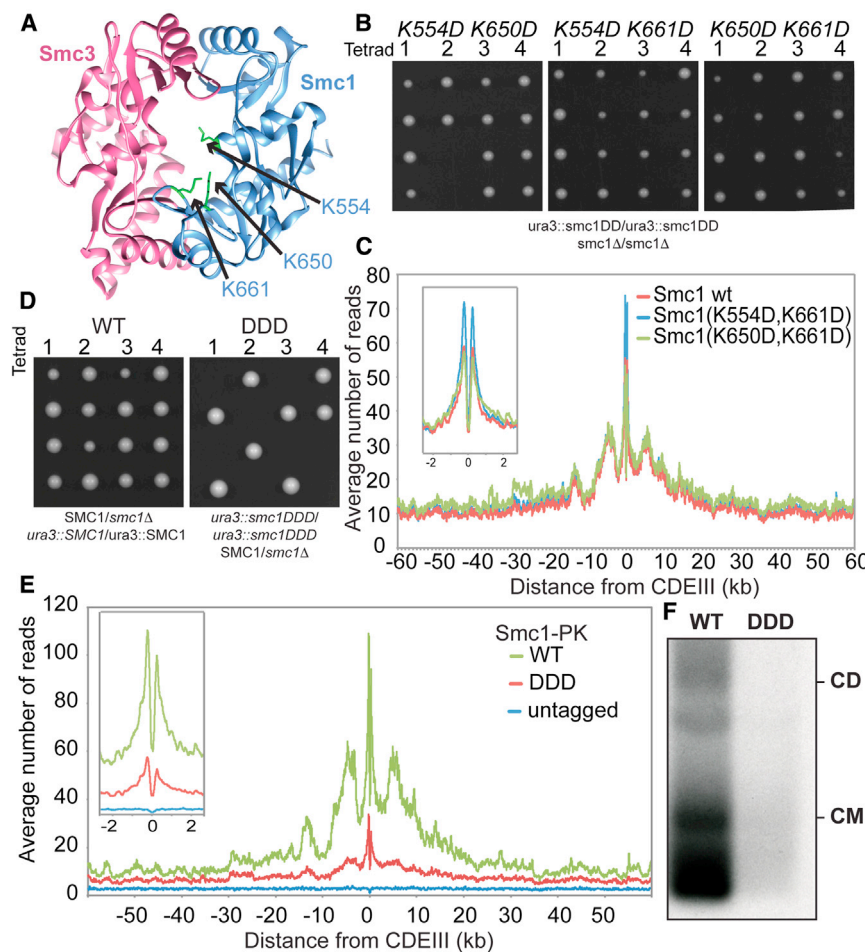 A
Smc3
Smc1
K554
K650
K661
B
K554D K650D K554D K661D K650D K661D
Tetrad 1 2 3 4 1 2 3 4 1 2 3 4
ura3::smc1DD/ura3::smc1DD
smc1Δ/smc1Δ
C
80
70
60
50
40
30
20
10
0
Average number of reads
-2 0 2
Smc1 wt
Smc1(K554D,K661D)
Smc1(K650D,K661D)
-60 -50 -40 -30 -20 -10 0 10 20 30 40 50 60
Distance from CDEIII (kb)
D
WT DDD
Tetrad
1 2 3 4 1 2 3 4
SMC1/smc1Δ
ura3::SMC1/ura3::SMC1
ura3::smc1DDD/
ura3::smc1DDD
SMC1/smc1Δ
E
120
100
80
60
40
20
0
Average number of reads
-2 0 2
Smc1-PK
WT
DDD
untagged
-50 -40 -30 -20 -10 0 10 20 30 40 50
Distance from CDEIII (kb)
F
WT DDD
CD
CM